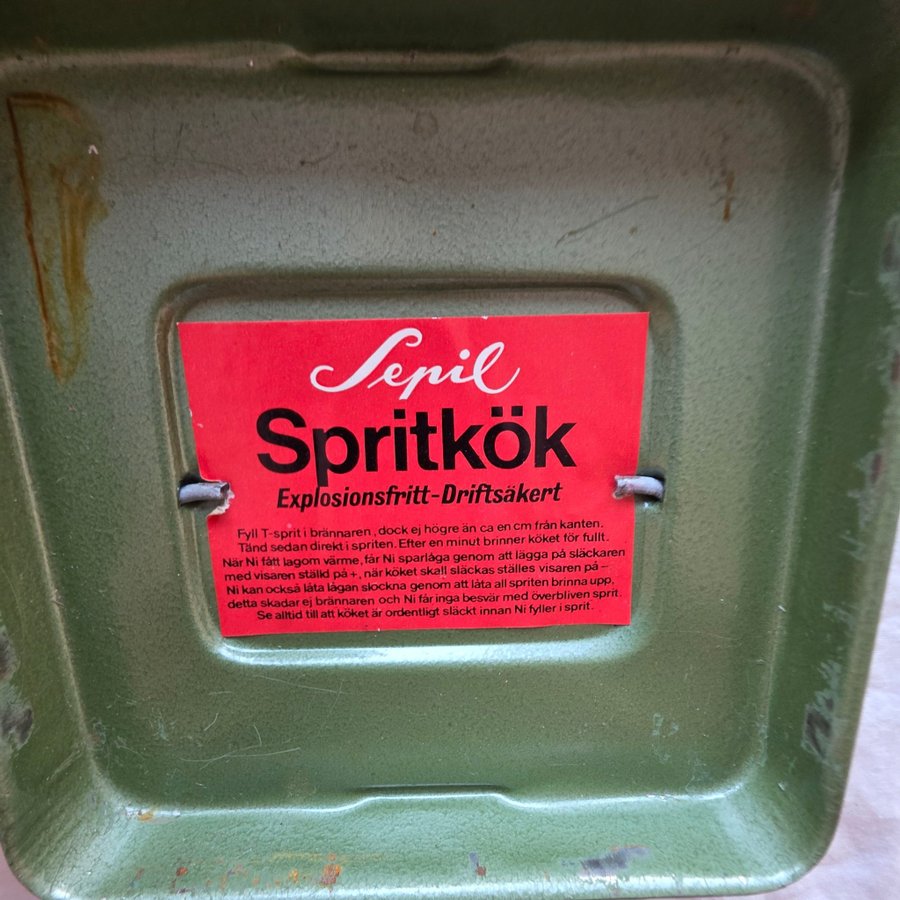 Sepil
Spritkök
Explosionsfritt-Driftsäkert
Fyll T-sprit i brännaren, dock ej högre än ca en cm från kanten.
Tänd sedan direkt i spriten. Efter en minut brinner köket för fullt.
När Ni fått lagom värme, får Ni sparlåga genom att lägga på släckaren
med visaren ställd på +, när köket skall släckas ställes visaren på –
Ni kan också låta lågan slockna genom att låta all spriten brinna upp,
detta skadar ej brännaren och Ni får inga besvär med överbliven sprit.
Se alltid till att köket är ordentligt släckt innan Ni fyller i sprit.